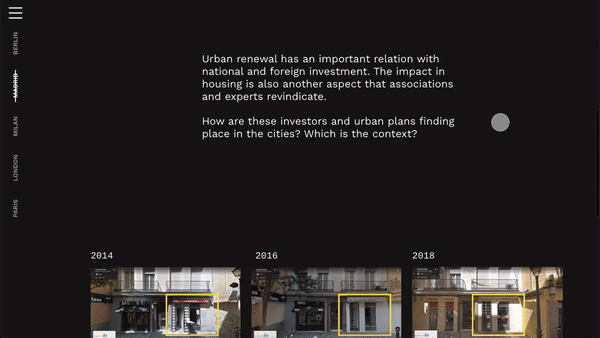 BERLIN
MADRID
MILAN
LONDON
PARIS
Urban renewal has an important relation with
national and foreign investment. The impact in
housing is also another aspect that associations
and experts revindicate.
How are these investors and urban plans finding
place in the cities? Which is the context?
2014
2016
2018